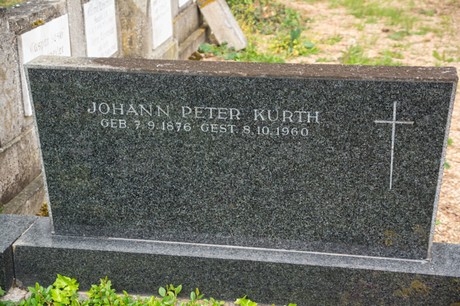 JOHANN PETER KURTH
GEB. 7. 9. 1876 GEST. 8. 10. 1960